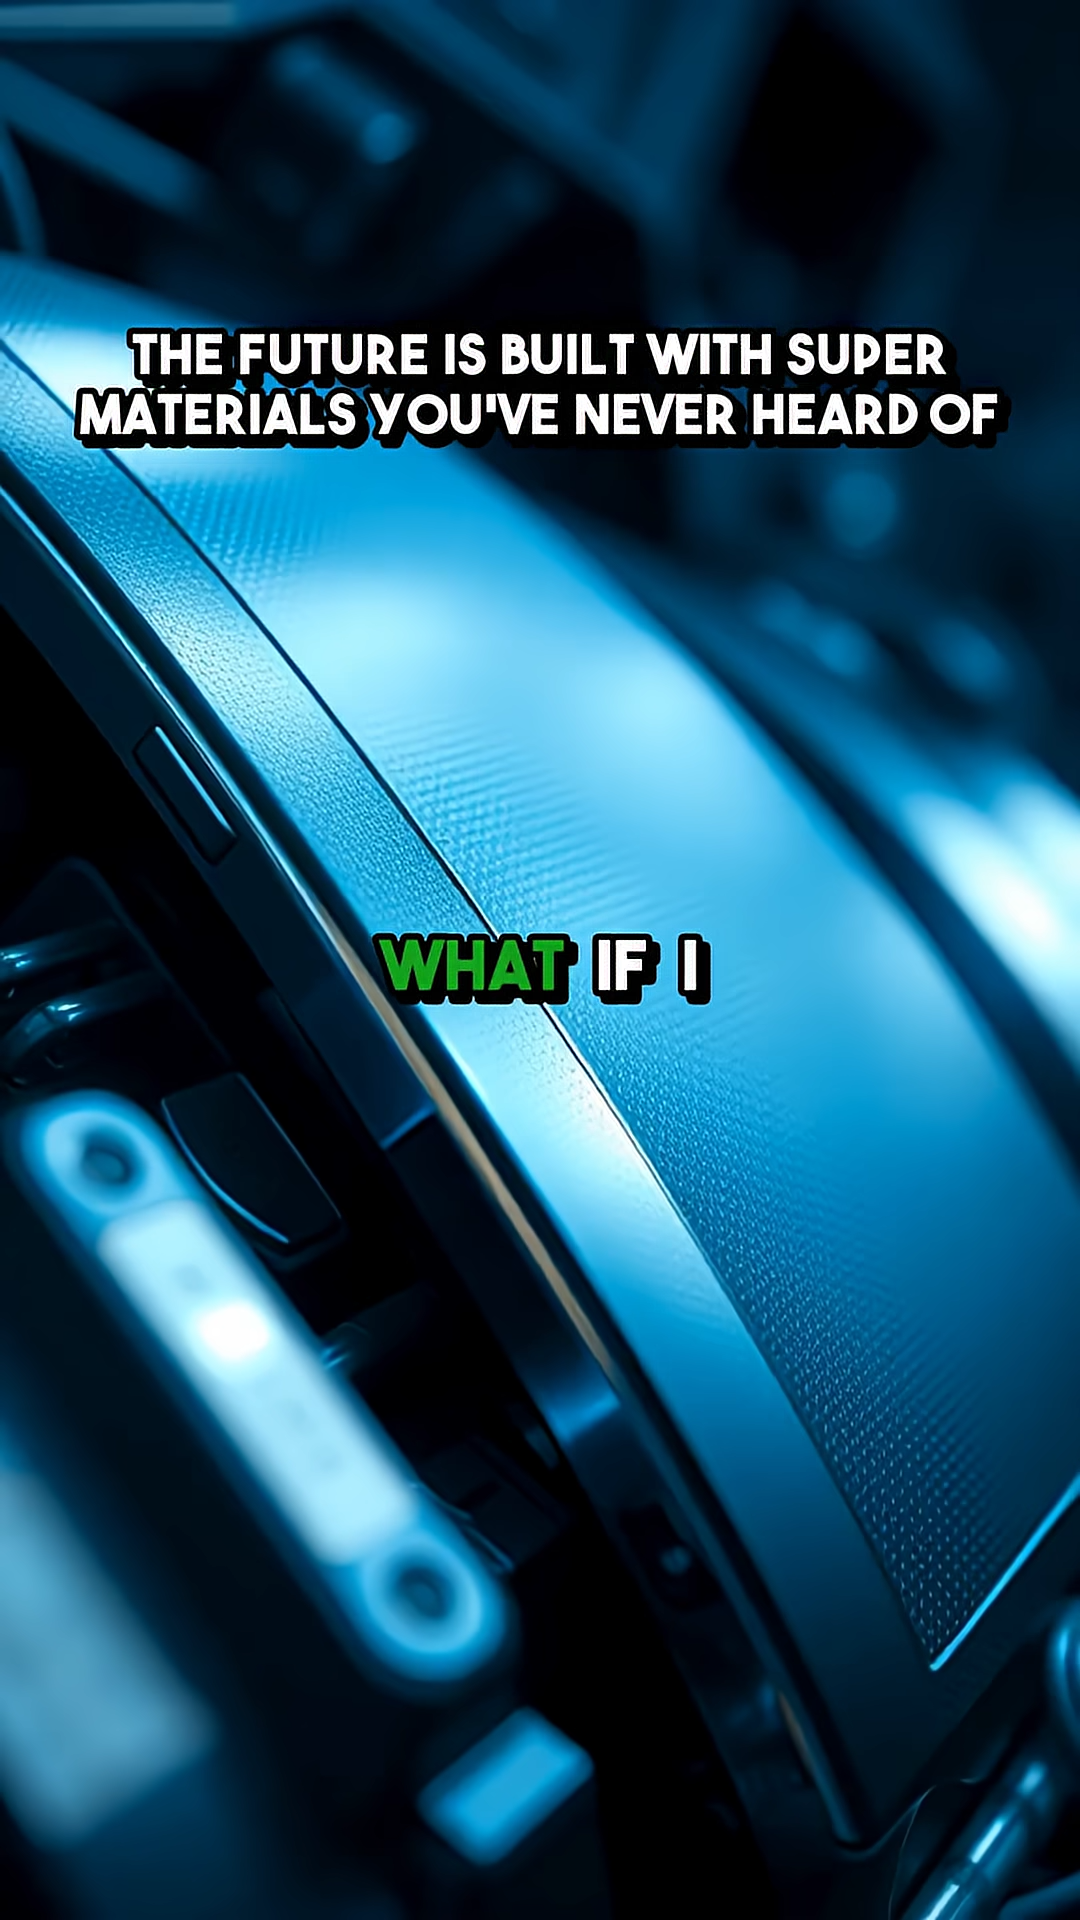 THE FUTURE IS BUILT WITH SUPER
MATERIALS YOU'VE NEVER HEARD OF
WHAT IF I